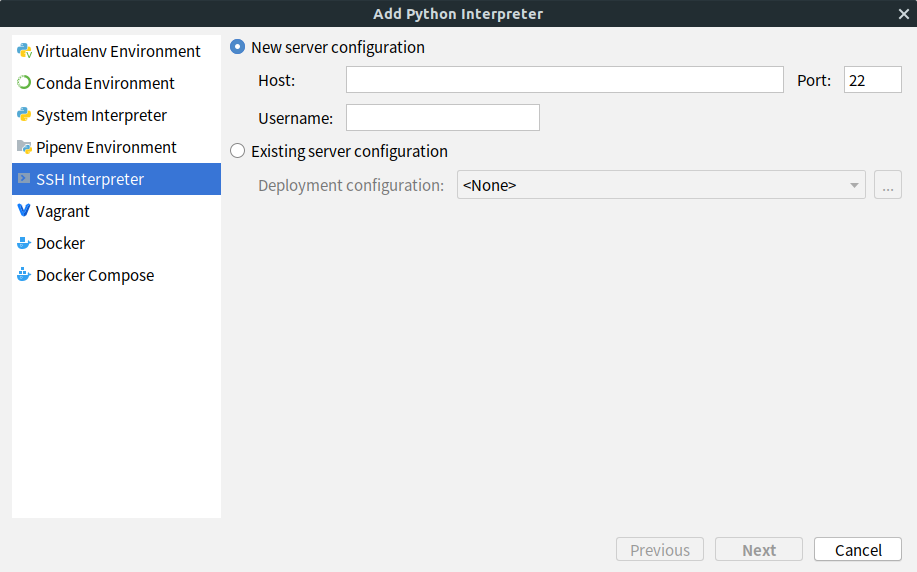 Add Python Interpreter
Virtualenv Environment
Conda Environment
System Interpreter
Pipenv Environment
SSH Interpreter
Vagrant
Docker
Docker Compose
New server configuration
Host:
Port: 22
Username:
Existing server configuration
Deployment configuration: <None> ...
Previous Next Cancel